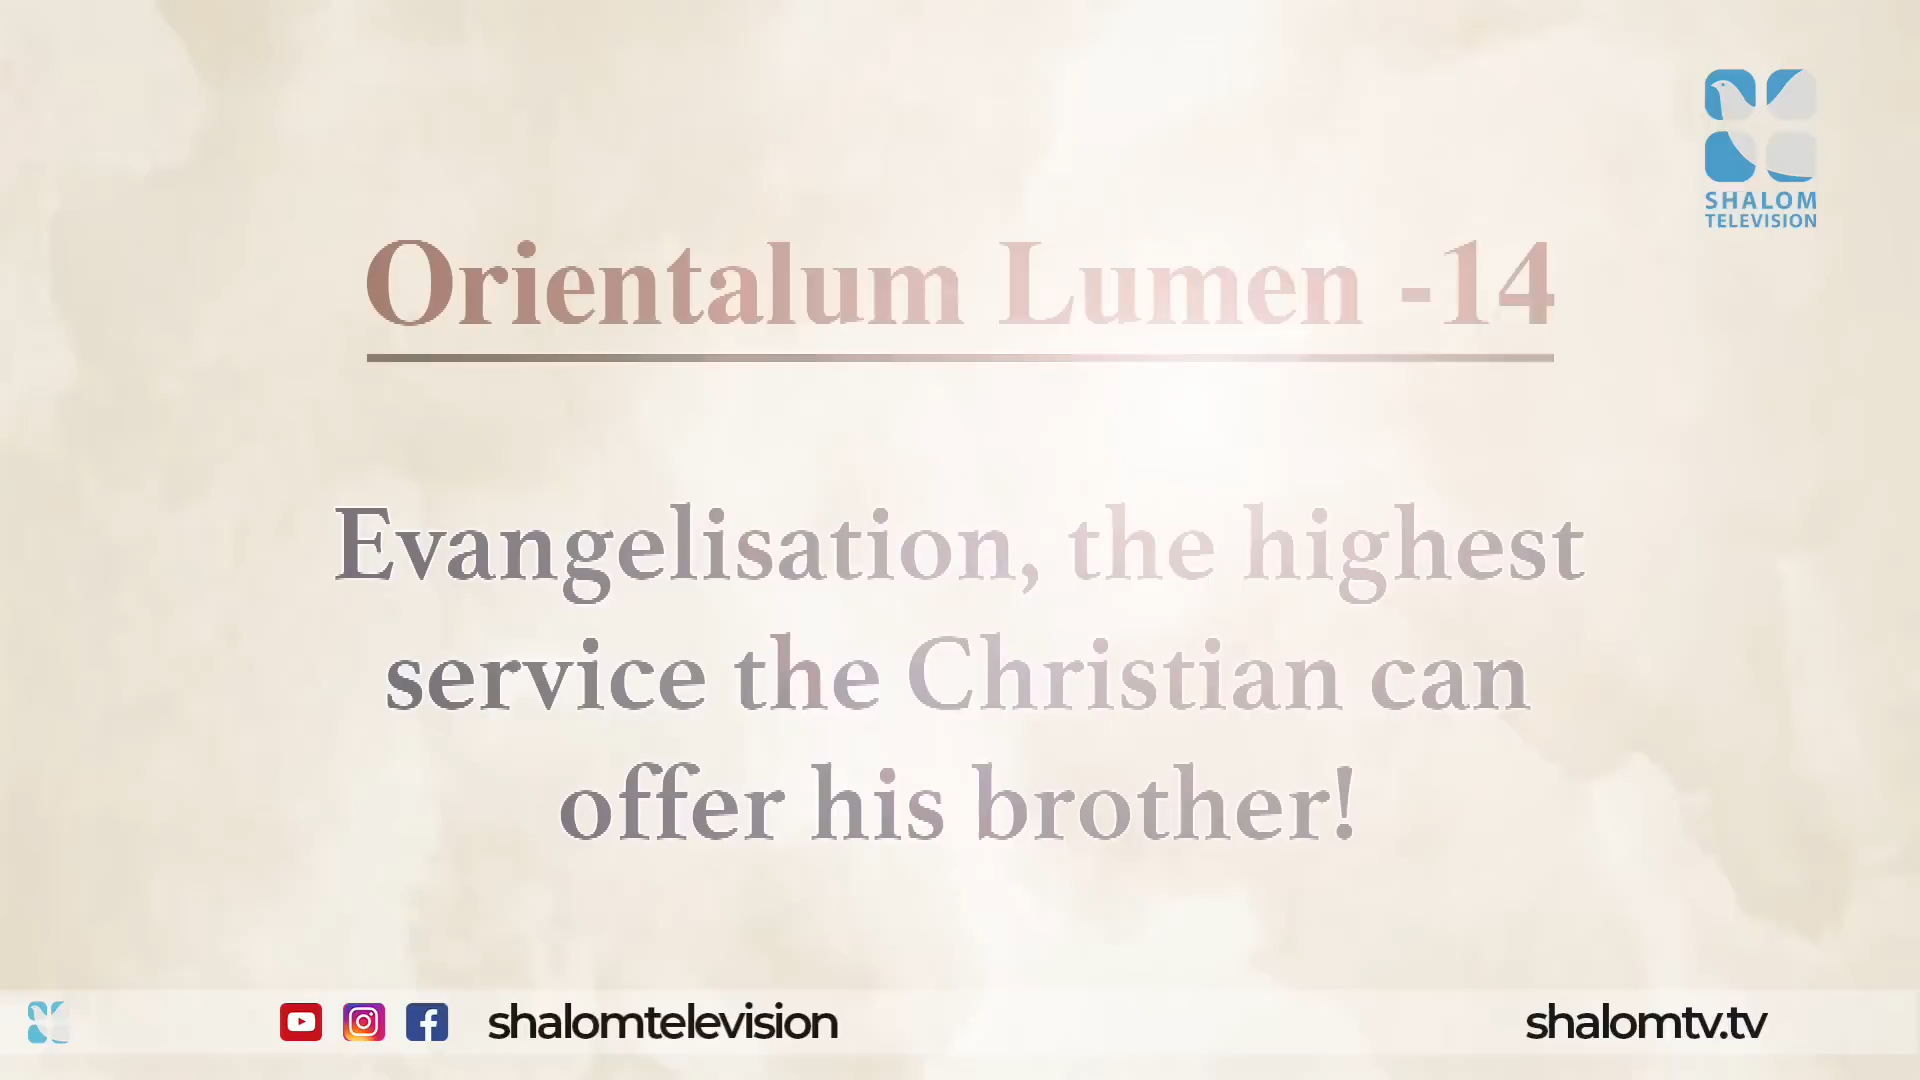 SHALOM
TELEVISION
Orientalum Lumen -14
Evangelisation, the highest
service the Christian can
offer his brother!
shalomtelevision
shalomtv.tv